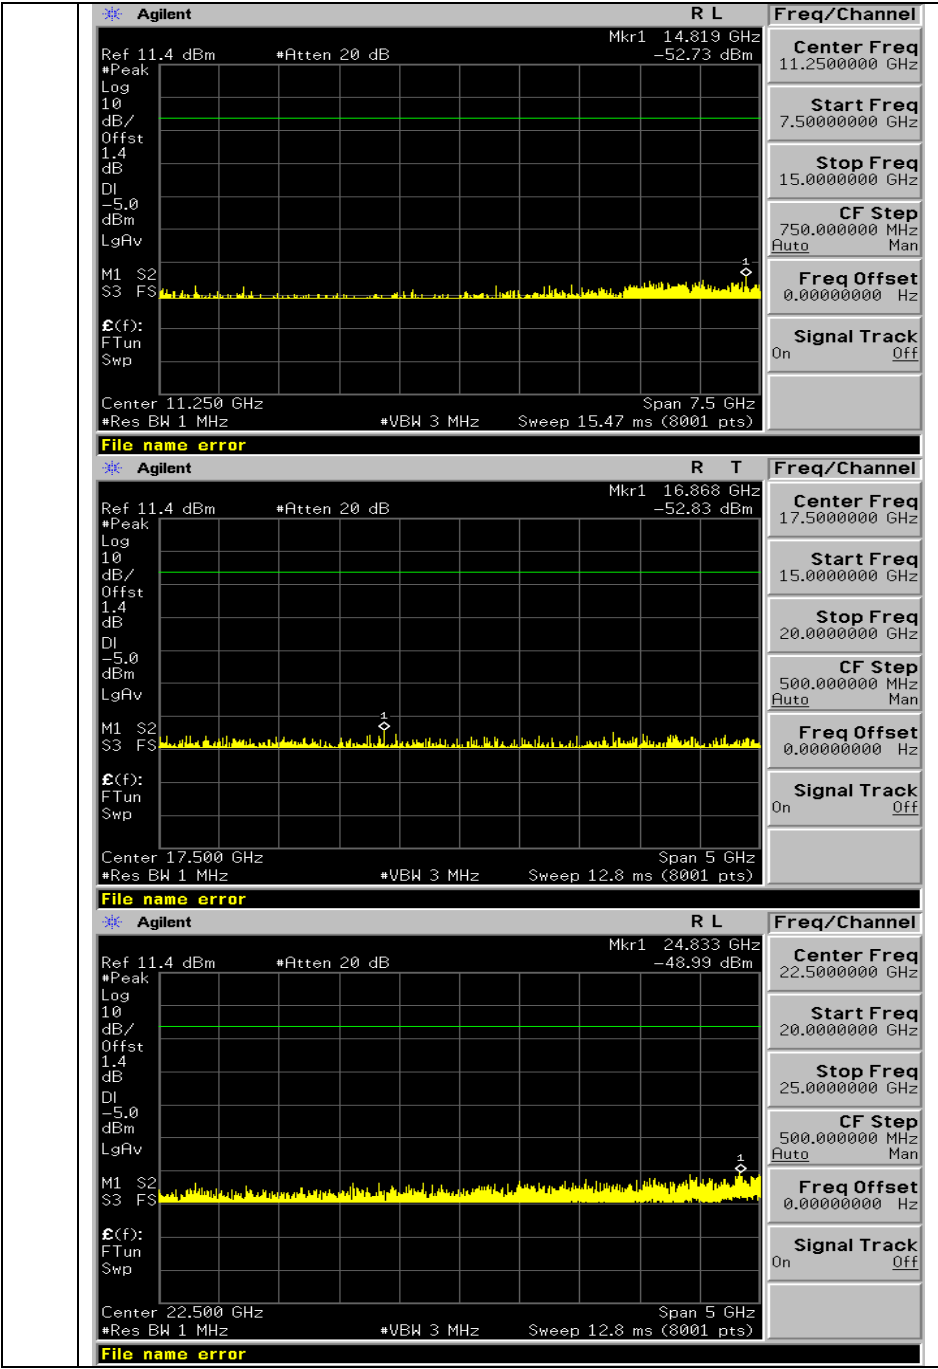 Agilent R L Freq/Channel
Mkr1 14.819 GHz
Ref 11.4 dBm #Atten 20 dB -52.73 dBm
#Peak
Log
10
dB/
Offst
1.4
dB
DI
-5.0
dBm
LgAv
1
M1 S2
S3 FS
£(f):
FTun
Swp
Center 11.250 GHz Span 7.5 GHz
#Res BW 1 MHz #VBW 3 MHz Sweep 15.47 ms (8001 pts)
File name error
Center Freq
11.2500000 GHz
Start Freq
7.50000000 GHz
Stop Freq
15.0000000 GHz
CF Step
750.000000 MHz
Auto Man
Freq Offset
0.00000000 Hz
Signal Track
On Off
Agilent R T Freq/Channel
Mkr1 16.868 GHz
Ref 11.4 dBm #Atten 20 dB -52.83 dBm
#Peak
Log
10
dB/
Offst
1.4
dB
DI
-5.0
dBm
LgAv
1
M1 S2
S3 FS
£(f):
FTun
Swp
Center 17.500 GHz Span 5 GHz
#Res BW 1 MHz #VBW 3 MHz Sweep 12.8 ms (8001 pts)
File name error
Center Freq
17.5000000 GHz
Start Freq
15.0000000 GHz
Stop Freq
20.0000000 GHz
CF Step
500.000000 MHz
Auto Man
Freq Offset
0.00000000 Hz
Signal Track
On Off
Agilent R L Freq/Channel
Mkr1 24.833 GHz
Ref 11.4 dBm #Atten 20 dB -48.99 dBm
#Peak
Log
10
dB/
Offst
1.4
dB
DI
-5.0
dBm
LgAv
1
M1 S2
S3 FS
£(f):
FTun
Swp
Center 22.500 GHz Span 5 GHz
#Res BW 1 MHz #VBW 3 MHz Sweep 12.8 ms (8001 pts)
File name error
Center Freq
22.5000000 GHz
Start Freq
20.0000000 GHz
Stop Freq
25.0000000 GHz
CF Step
500.000000 MHz
Auto Man
Freq Offset
0.00000000 Hz
Signal Track
On Off